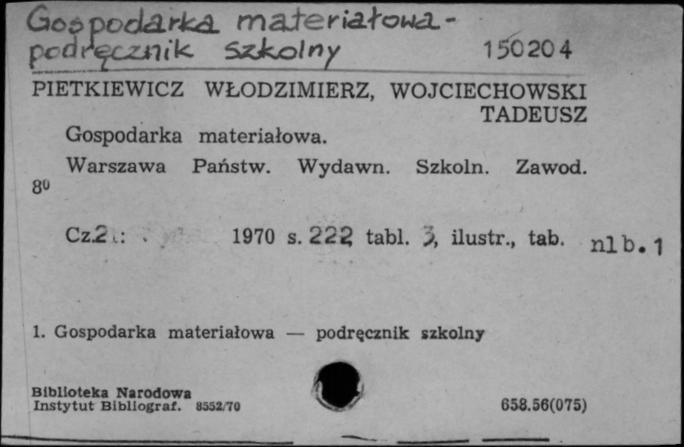 Gospodarka materiałowa -
podręcznik szkolny 150204
PIETKIEWICZ WŁODZIMIERZ, WOJCIECHOWSKI
TADEUSZ
Gospodarka materiałowa.
Warszawa Państw. Wydawn. Szkoln. Zawod.
8⁰
Cz.2.: 1970 s. 222 tabl. 3, ilustr., tab. nlb. 1
1. Gospodarka materiałowa — podręcznik szkolny
Biblioteka Narodowa
Instytut Bibliograf. 8552/70 658.56(075)